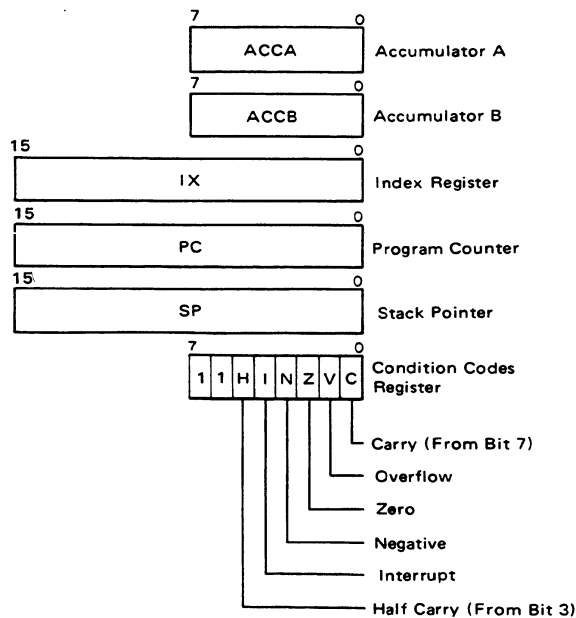 7 0
ACCA Accumulator A
7 0
ACCB Accumulator B
15 0
IX Index Register
15 0
PC Program Counter
15 0
SP Stack Pointer
7 0
1 1 H I N Z V C Condition Codes
Register
Carry (From Bit 7)
Overflow
Zero
Negative
Interrupt
Half Carry (From Bit 3)